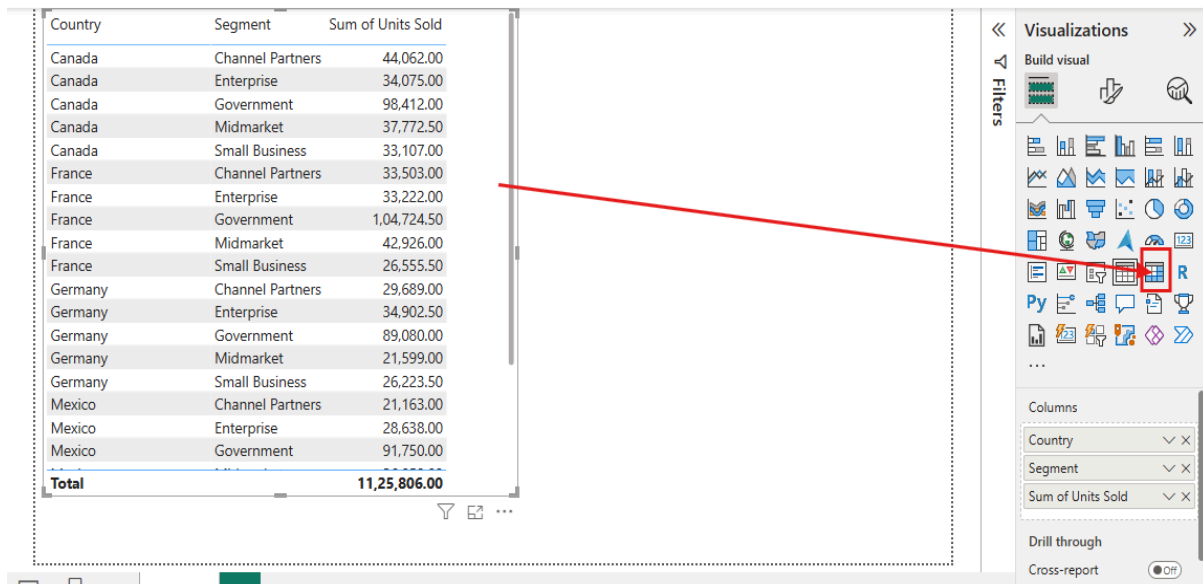 Country Segment Sum of Units Sold
Canada Channel Partners 44,062.00
Canada Enterprise 34,075.00
Canada Government 98,412.00
Canada Midmarket 37,772.50
Canada Small Business 33,107.00
France Channel Partners 33,503.00
France Enterprise 33,222.00
France Government 1,04,724.50
France Midmarket 42,926.00
France Small Business 26,555.50
Germany Channel Partners 29,689.00
Germany Enterprise 34,902.50
Germany Government 89,080.00
Germany Midmarket 21,599.00
Germany Small Business 26,223.50
Mexico Channel Partners 21,163.00
Mexico Enterprise 28,638.00
Mexico Government 91,750.00
Total 11,25,806.00
Filters
Visualizations
Build visual
123
R
Py
123
...
Columns
Country
Segment
Sum of Units Sold
Drill through
Cross-report Off